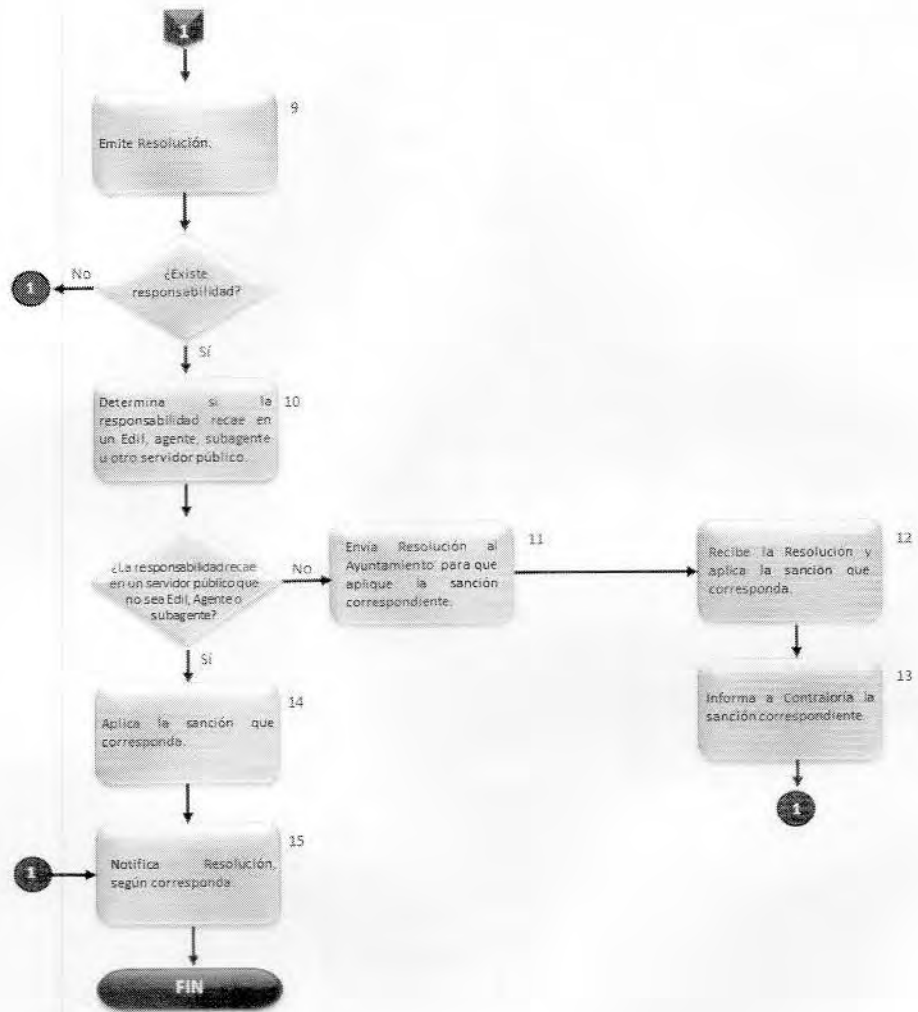 1
9
Emite Resolución.
¿Existe
responsabilidad?
No
1
Sí
10
Determina si la
responsabilidad recae en
un Edil, agente, subagente
u otro servidor público.
¿La responsabilidad recae
en un servidor público que
no sea Edil, Agente o
subagente?
No
11
Envía Resolución al
Ayuntamiento para que
aplique la sanción
correspondiente.
12
Recibe la Resolución y
aplica la sanción que
corresponda.
13
Informa a Contraloría la
sanción correspondiente.
1
Sí
14
Aplica la sanción que
corresponda.
15
1
Notifica Resolución,
según corresponda.
FIN